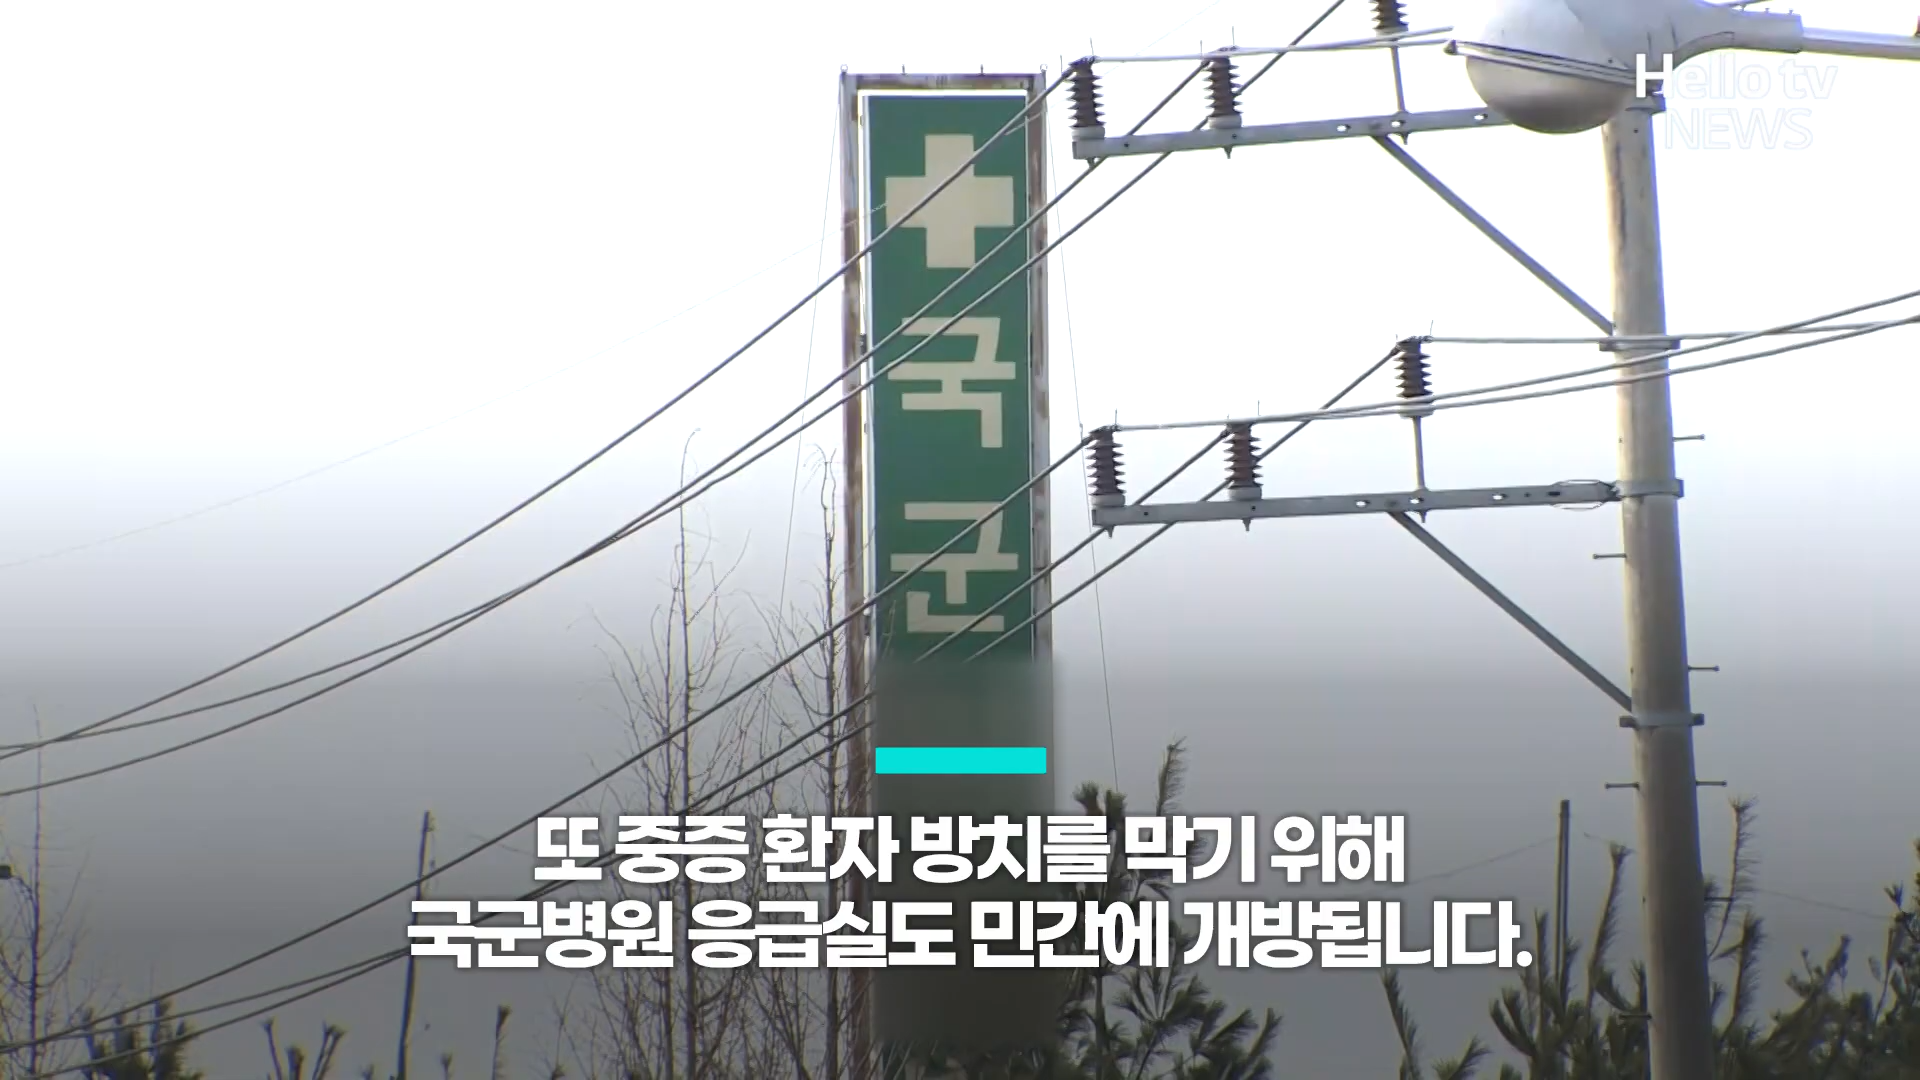 Hello tv
NEWS
국
군
또 중증 환자 방치를 막기 위해
국군병원 응급실도 민간에 개방됩니다.